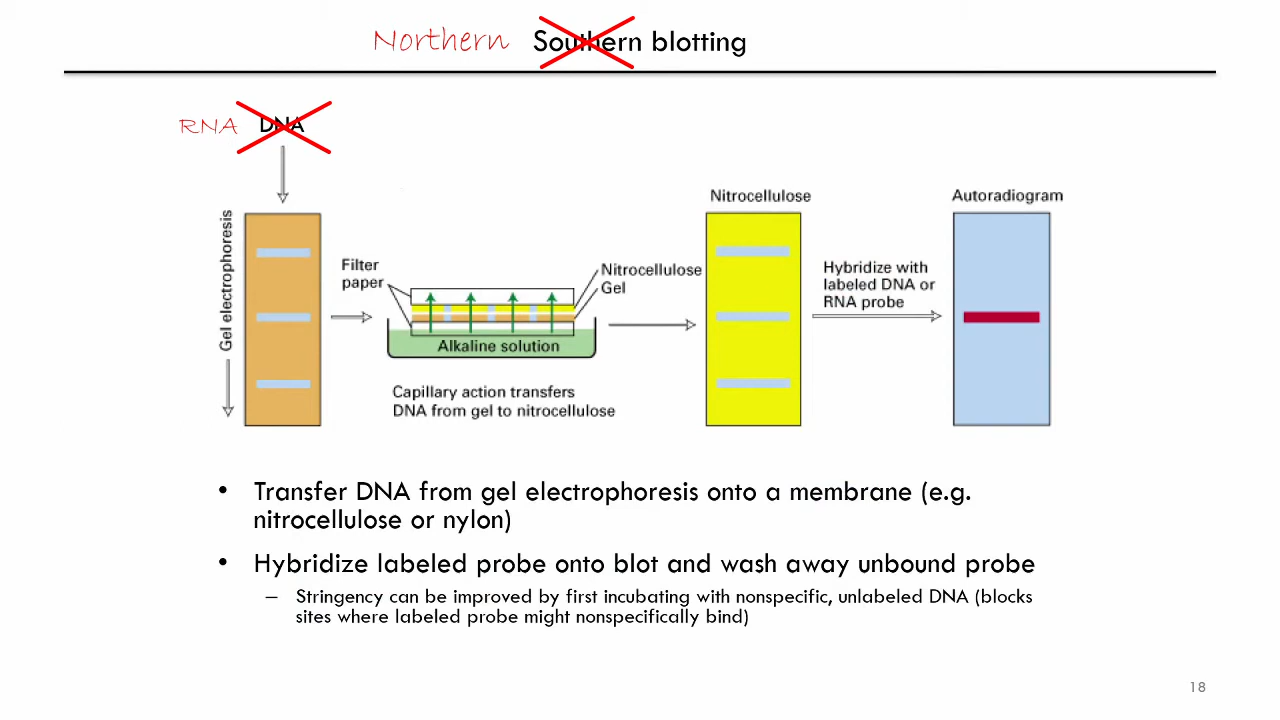 Northern Southern blotting
RNA DNA
Gel electrophoresis
Filter
paper
Nitrocellulose
Gel
Alkaline solution
Capillary action transfers
DNA from gel to nitrocellulose
Nitrocellulose
Hybridize with
labeled DNA or
RNA probe
Autoradiogram
• Transfer DNA from gel electrophoresis onto a membrane (e.g.
nitrocellulose or nylon)
• Hybridize labeled probe onto blot and wash away unbound probe
– Stringency can be improved by first incubating with nonspecific, unlabeled DNA (blocks
sites where labeled probe might nonspecifically bind)
18